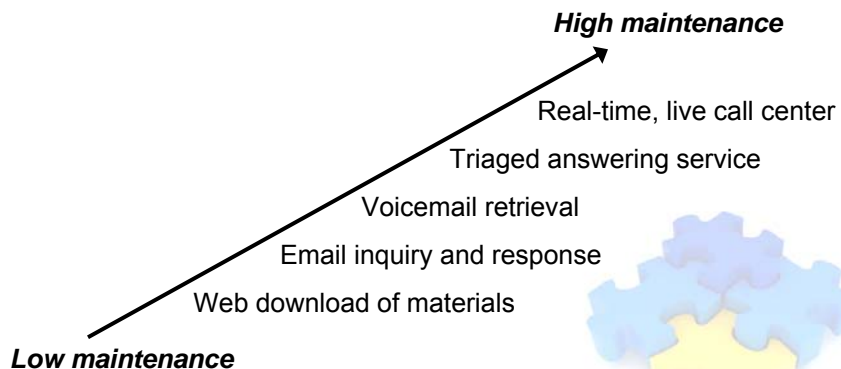 High maintenance
Real-time, live call center
Triaged answering service
Voicemail retrieval
Email inquiry and response
Web download of materials
Low maintenance